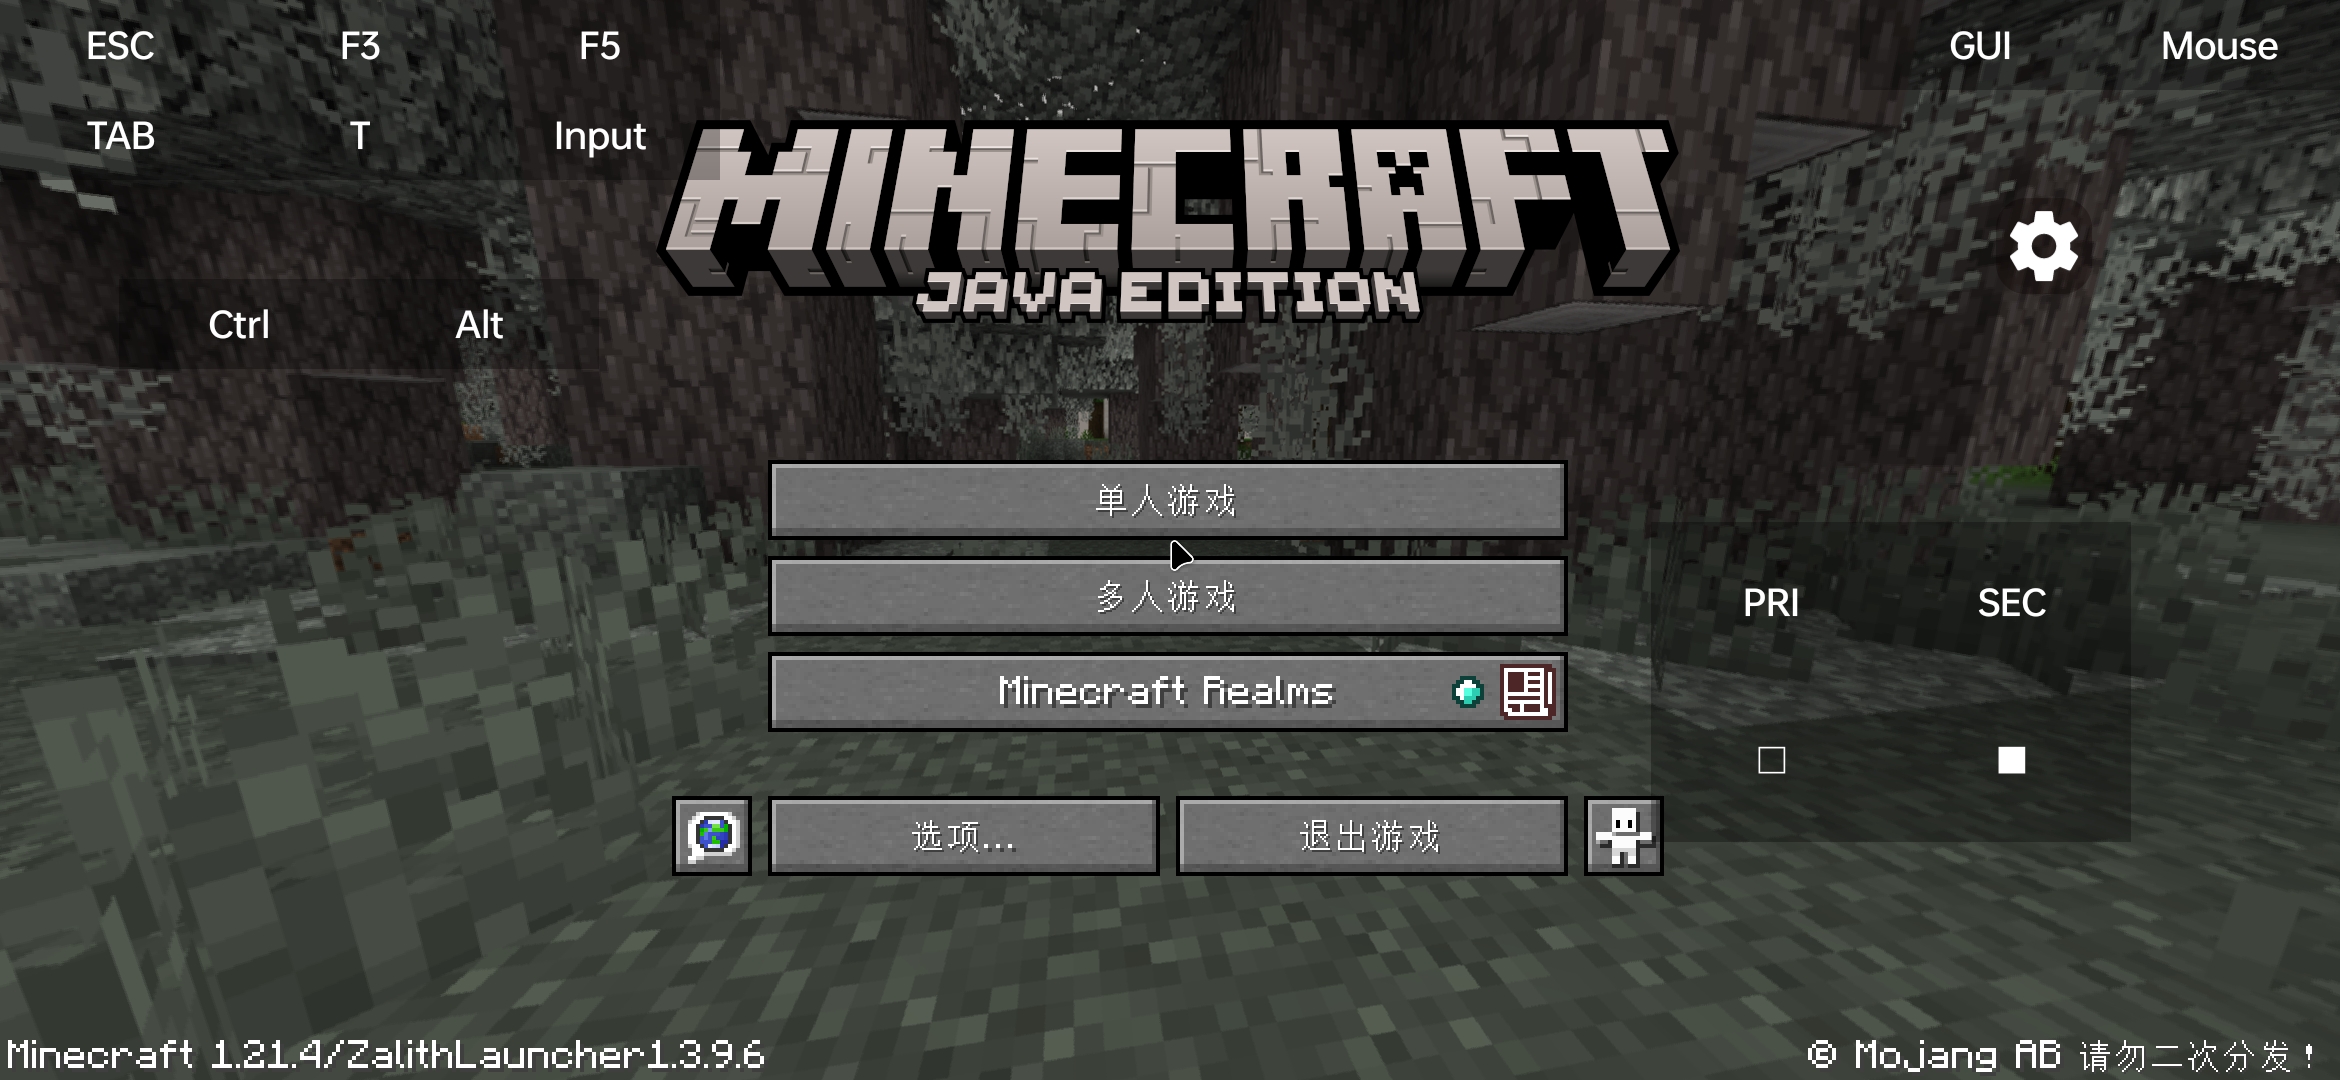 ESC F3 F5 GUI Mouse
TAB T Input
MINECRAFT
JAVA EDITION
Ctrl Alt
单人游戏
多人游戏
PRI SEC
Minecraft Realms
选项...
退出游戏
Minecraft 1.21.4/ZalithLauncher1.3.9.6
© Mojang AB 请勿二次分发！